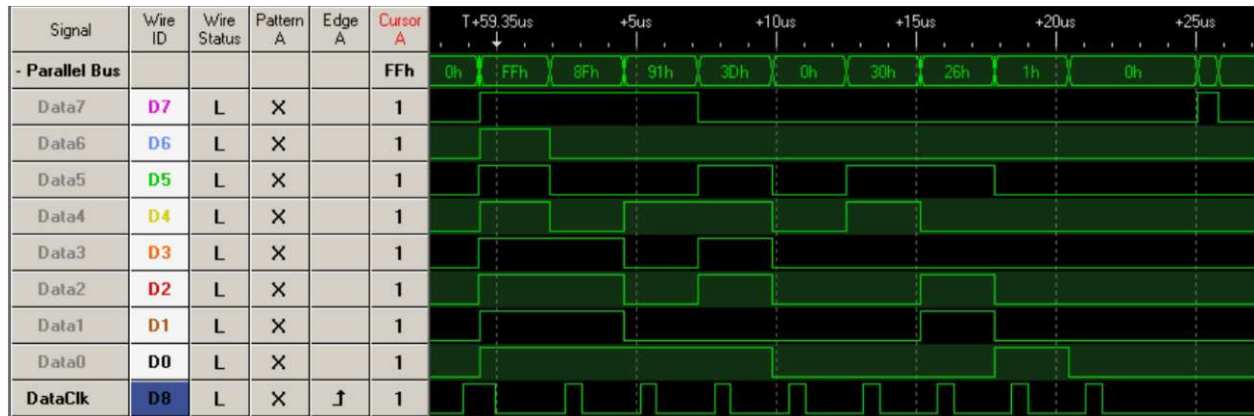 Signal Wire ID Wire Status Pattern A Edge A Cursor A T+59.35us +5us +10us +15us +20us +25us
- Parallel Bus FFh 0h FFh 8Fh 91h 3Dh 0h 30h 26h 1h 0h
Data7 D7 L X 1
Data6 D6 L X 1
Data5 D5 L X 1
Data4 D4 L X 1
Data3 D3 L X 1
Data2 D2 L X 1
Data1 D1 L X 1
Data0 D0 L X 1
DataClk D8 L X 1